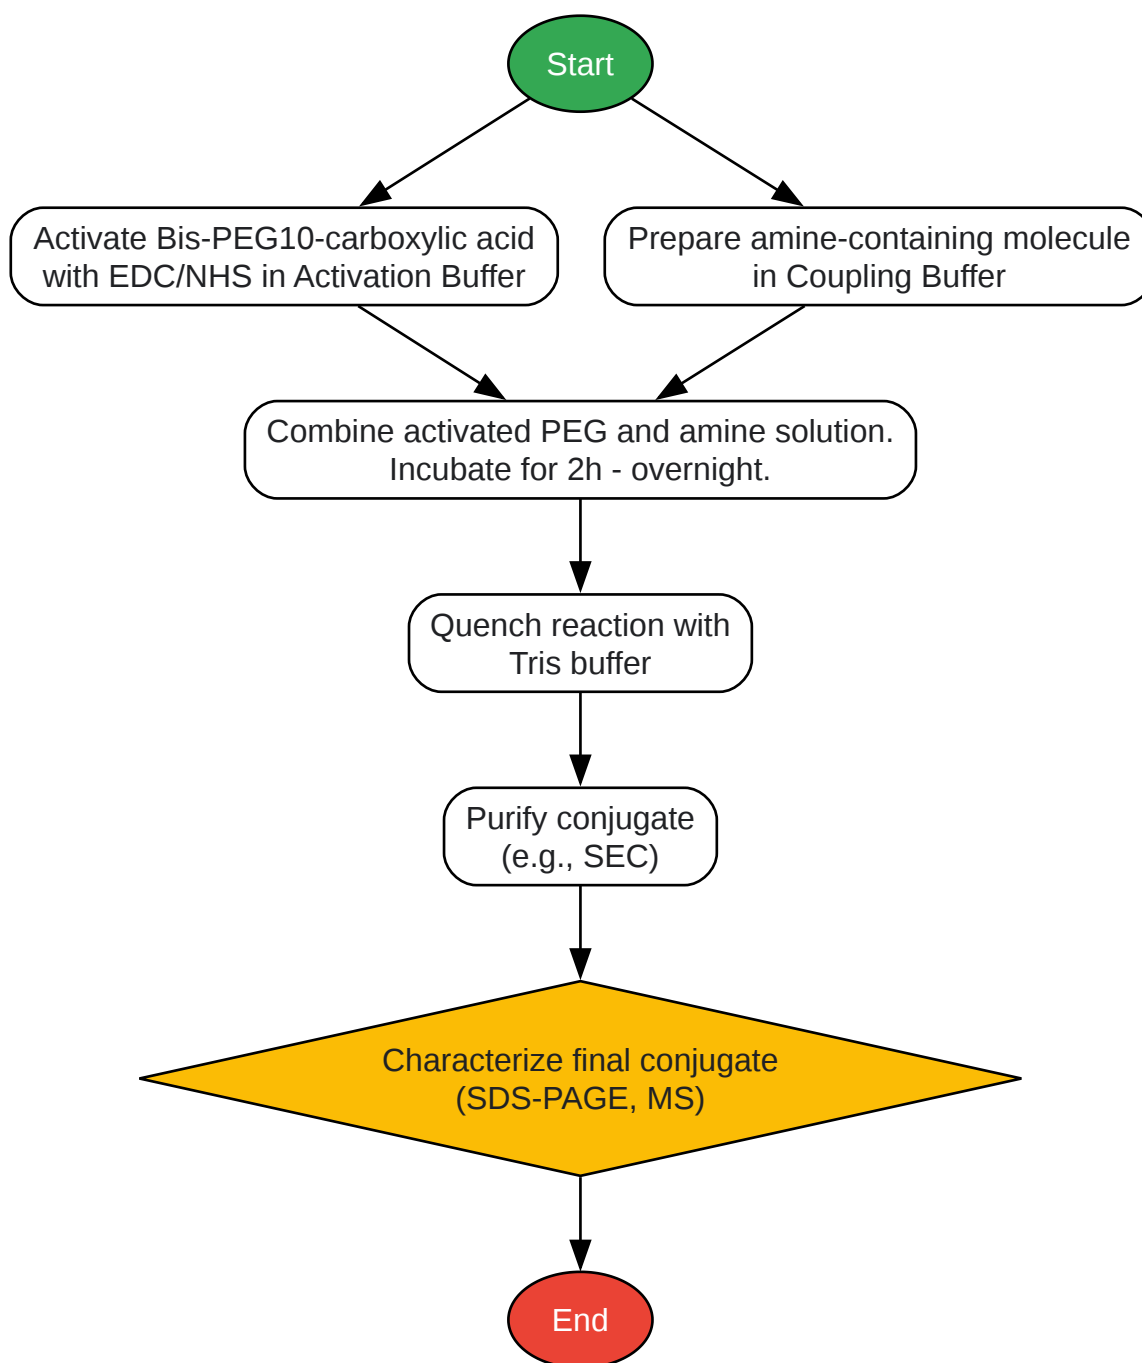 Start
Activate Bis-PEG10-carboxylic acid
with EDC/NHS in Activation Buffer
Prepare amine-containing molecule
in Coupling Buffer
Combine activated PEG and amine solution.
Incubate for 2h - overnight.
Quench reaction with
Tris buffer
Purify conjugate
(e.g., SEC)
Characterize final conjugate
(SDS-PAGE, MS)
End